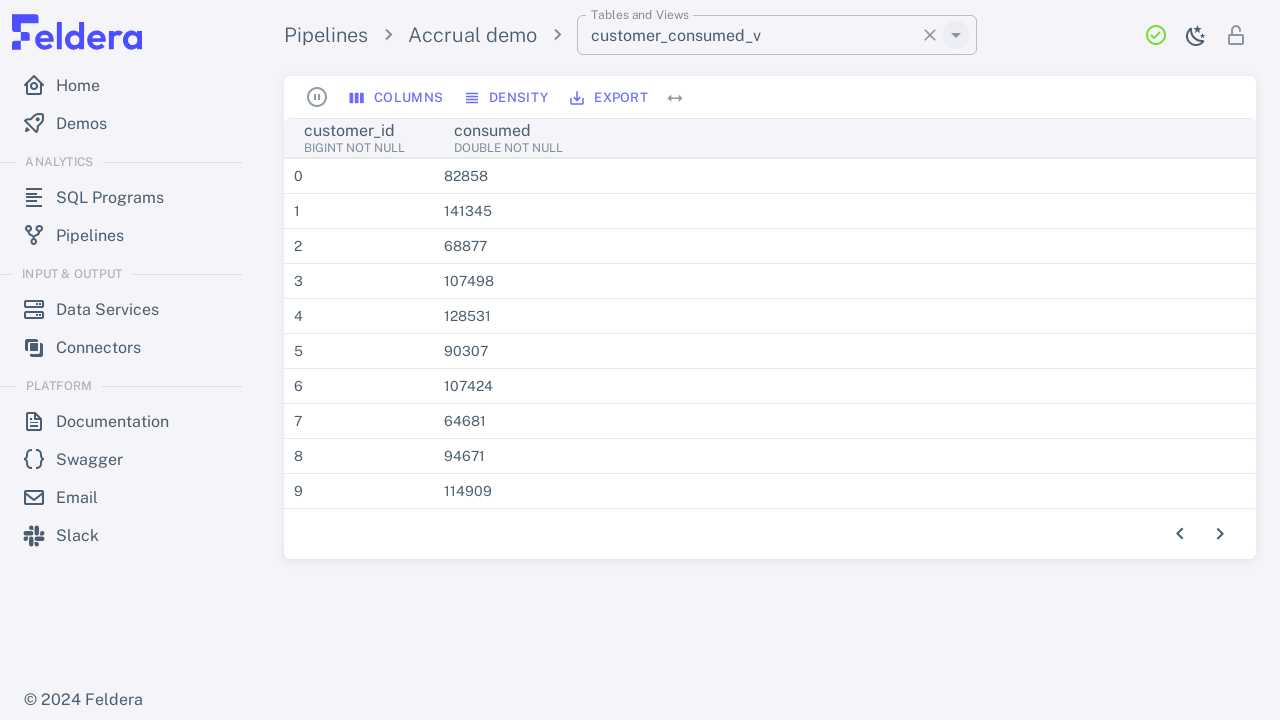 Feldera
Home
Demos
ANALYTICS
SQL Programs
Pipelines
INPUT & OUTPUT
Data Services
Connectors
PLATFORM
Documentation
Swagger
Email
Slack
© 2024 Feldera
Pipelines
Accrual demo
Tables and Views
customer_consumed_v
COLUMNS
DENSITY
EXPORT
customer_id consumed
BIGINT NOT NULL DOUBLE NOT NULL
0 82858
1 141345
2 68877
3 107498
4 128531
5 90307
6 107424
7 64681
8 94671
9 114909